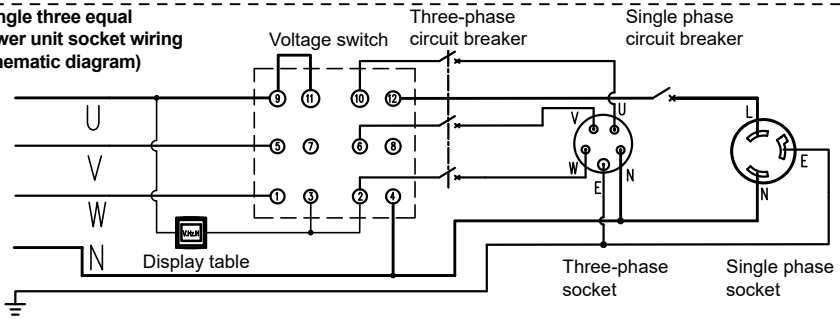 ngle three equal
wer unit socket wiring
hematic diagram)
Voltage switch
Three-phase
circuit breaker
Single phase
circuit breaker
9 11 10 12
5 7 6 8
1 3 2 4
U
V
W
N
V.Hz.H
Display table
V U
W N
E
L
E
N
Three-phase
socket
Single phase
socket